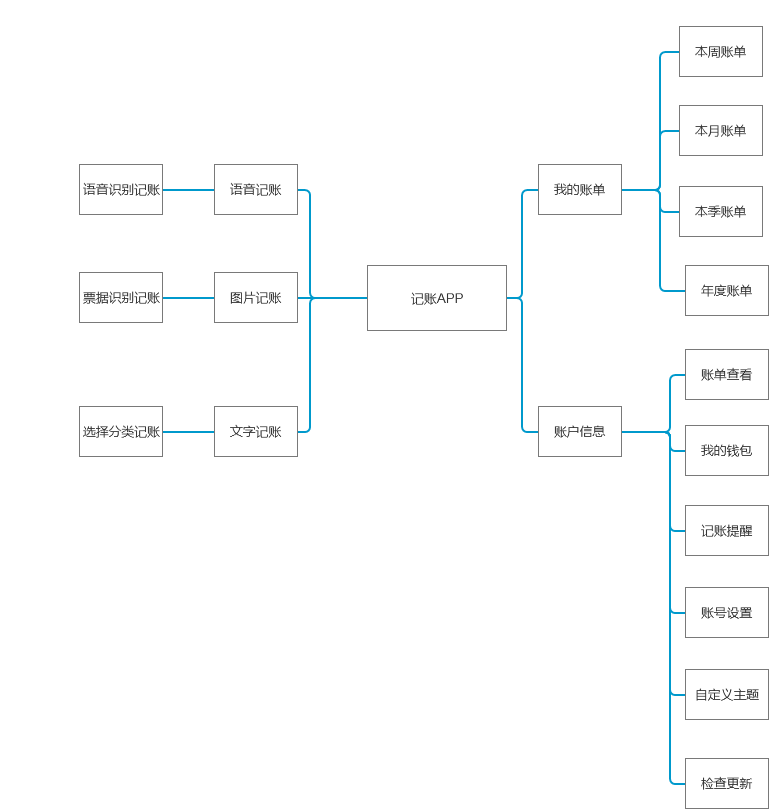 本周账单
本月账单
语音识别记账
语音记账
我的账单
本季账单
票据识别记账
图片记账
记账APP
年度账单
账单查看
选择分类记账
文字记账
账户信息
我的钱包
记账提醒
账号设置
自定义主题
检查更新